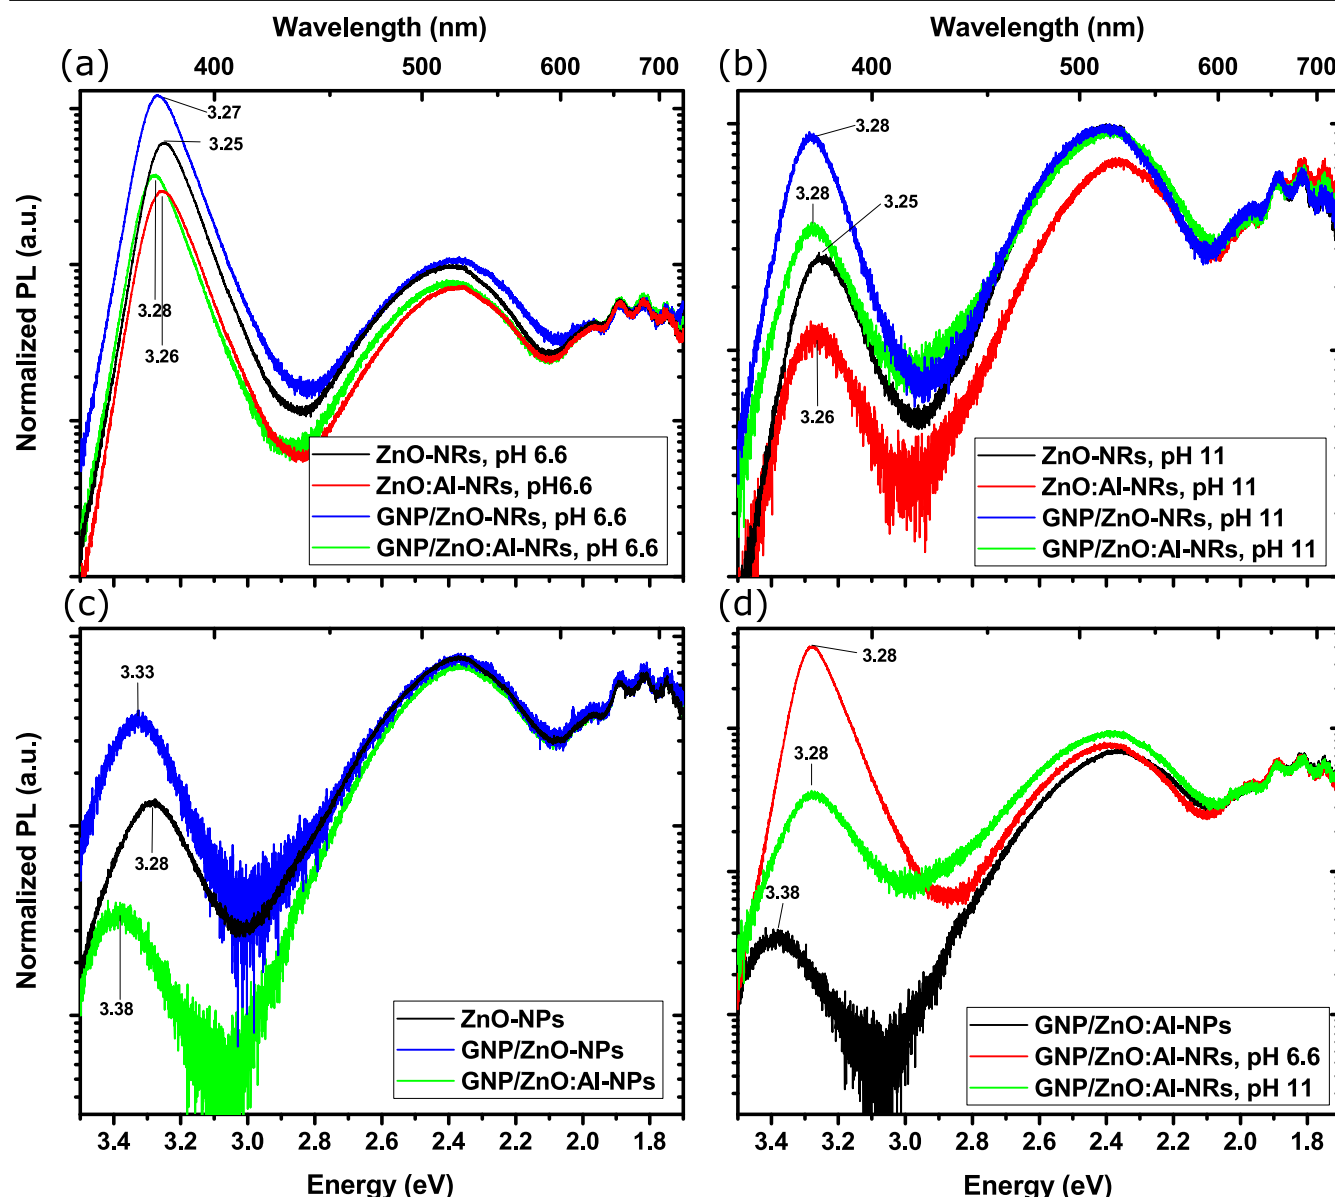 Wavelength (nm)
Wavelength (nm)
(a)
400
500
600
700
(b)
400
500
600
700
Normalized PL (a.u.)
3.27
3.25
3.28
3.26
ZnO-NRs, pH 6.6
ZnO:Al-NRs, pH6.6
GNP/ZnO-NRs, pH 6.6
GNP/ZnO:Al-NRs, pH 6.6
3.28
3.28
3.25
3.26
ZnO-NRs, pH 11
ZnO:Al-NRs, pH 11
GNP/ZnO-NRs, pH 11
GNP/ZnO:Al-NRs, pH 11
(c)
(d)
Normalized PL (a.u.)
3.33
3.28
3.38
ZnO-NPs
GNP/ZnO-NPs
GNP/ZnO:Al-NPs
3.28
3.28
3.38
GNP/ZnO:Al-NPs
GNP/ZnO:Al-NRs, pH 6.6
GNP/ZnO:Al-NRs, pH 11
3.4 3.2 3.0 2.8 2.6 2.4 2.2 2.0 1.8
3.4 3.2 3.0 2.8 2.6 2.4 2.2 2.0 1.8
Energy (eV)
Energy (eV)